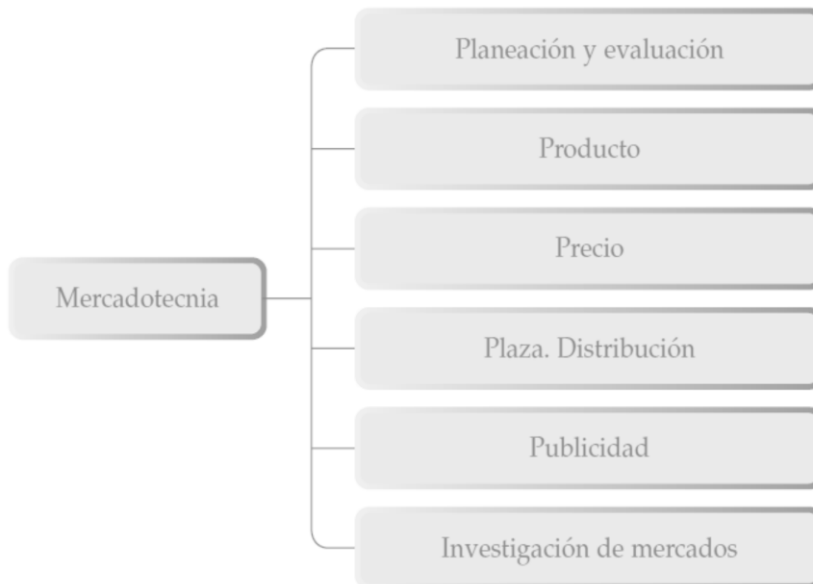 Planeación y evaluación
Producto
Precio
Mercadotecnia
Plaza. Distribución
Publicidad
Investigación de mercados